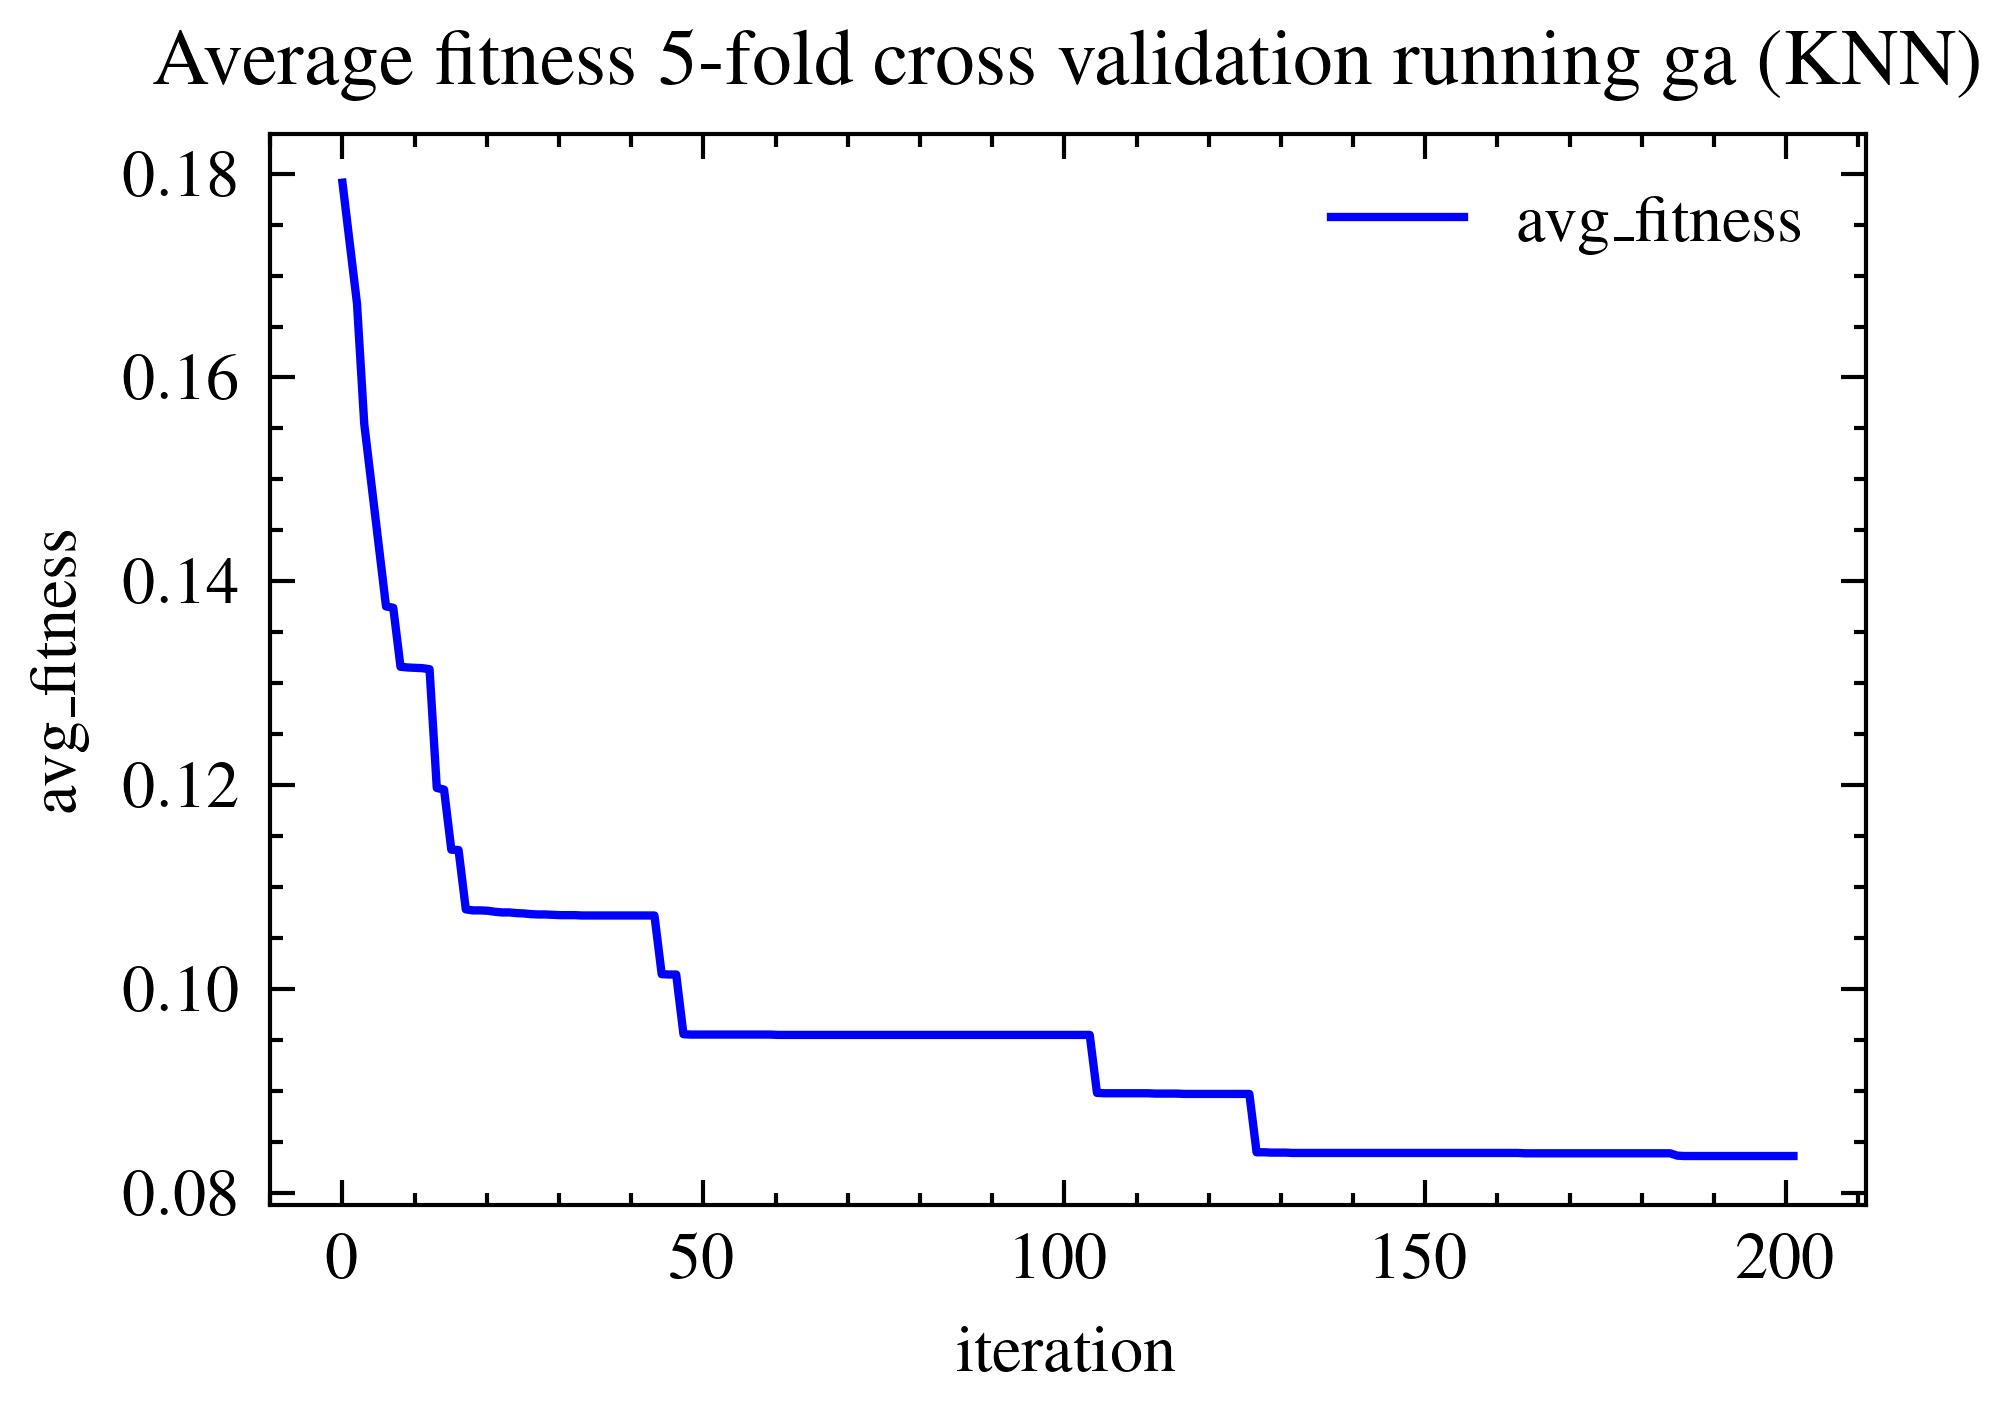 Average fitness 5-fold cross validation running ga (KNN)
avg_fitness
0.18
0.16
0.14
0.12
0.10
0.08
avg_fitness
0 50 100 150 200
iteration